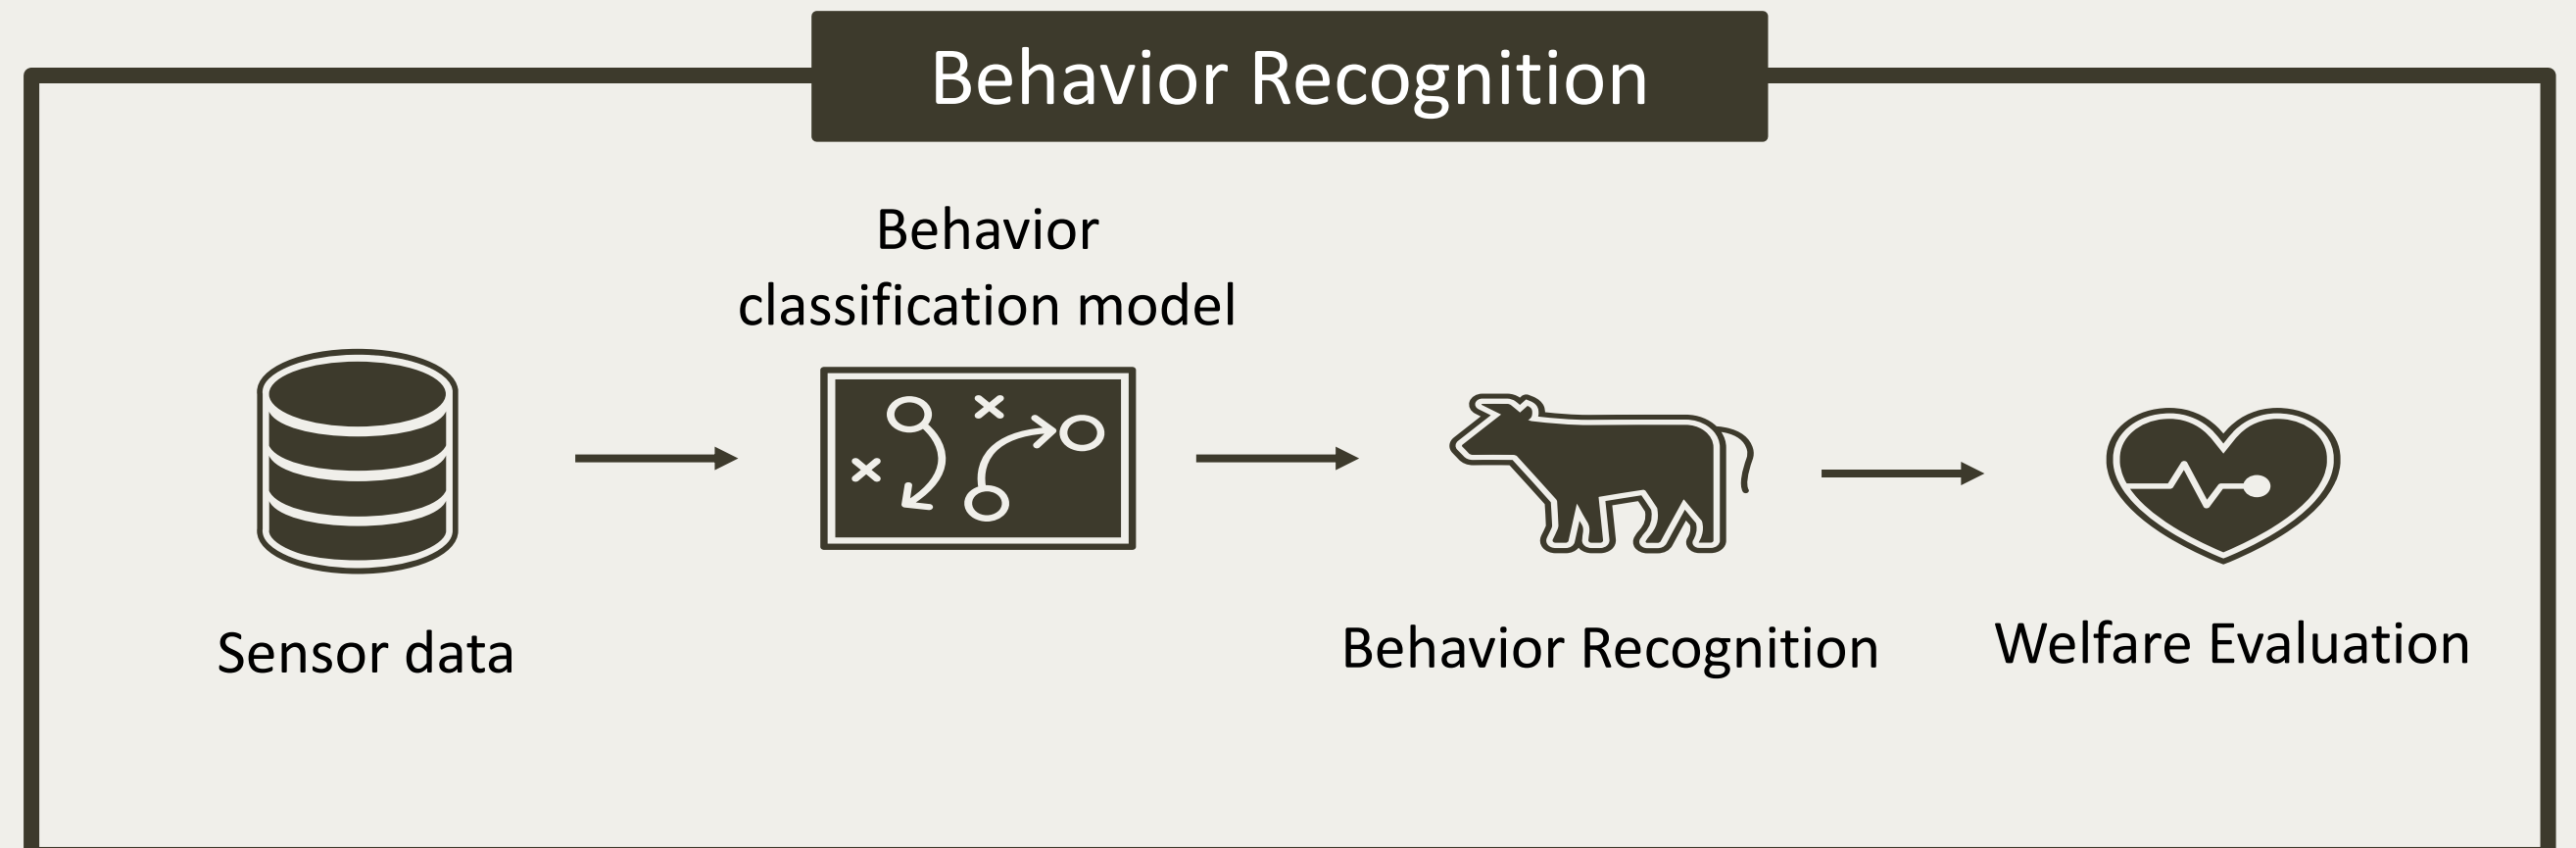 Behavior Recognition
Behavior
classification model
Sensor data
Behavior Recognition
Welfare Evaluation